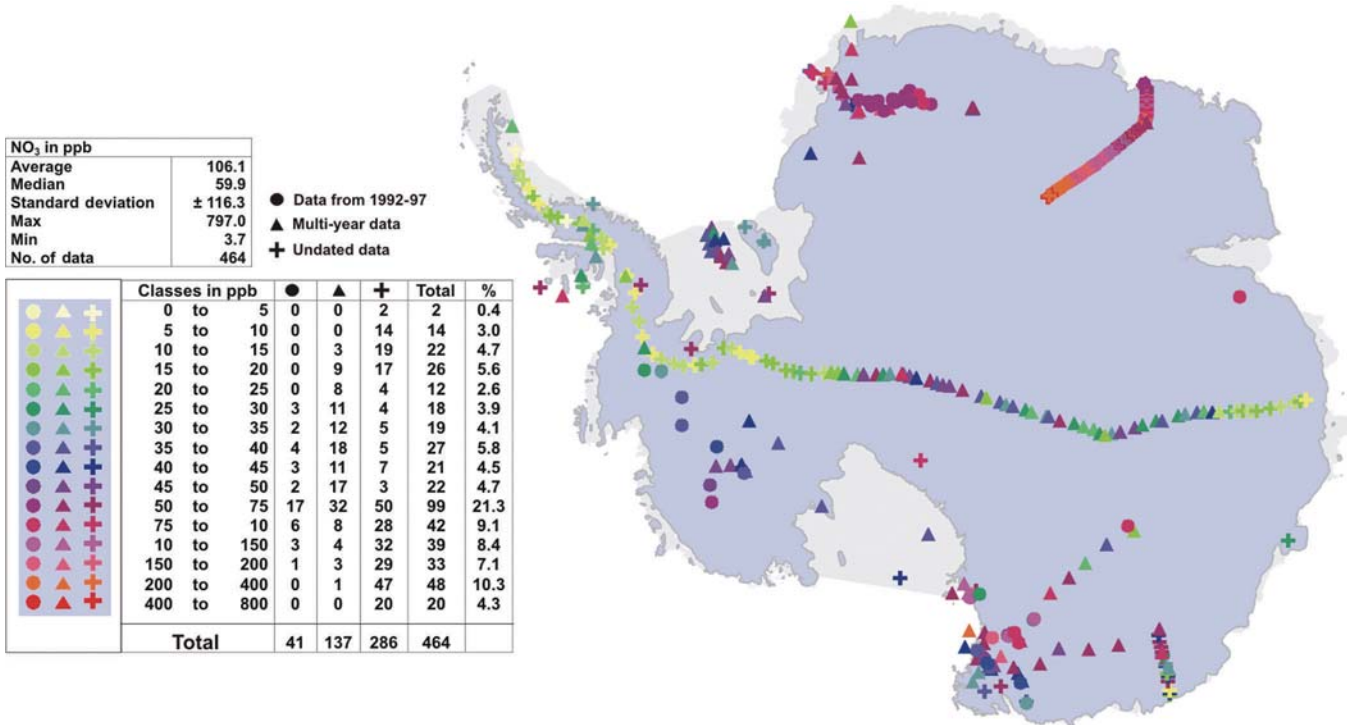 NO3 in ppb
Average 106.1
Median 59.9
Standard deviation ± 116.3
Max 797.0
Min 3.7
No. of data 464
● Data from 1992-97
▲ Multi-year data
+ Undated data
Classes in ppb ● ▲ + Total %
0 to 5 0 0 2 2 0.4
5 to 10 0 0 14 14 3.0
10 to 15 0 3 19 22 4.7
15 to 20 0 9 17 26 5.6
20 to 25 0 8 4 12 2.6
25 to 30 3 11 4 18 3.9
30 to 35 2 12 5 19 4.1
35 to 40 4 18 5 27 5.8
40 to 45 3 11 7 21 4.5
45 to 50 2 17 3 22 4.7
50 to 75 17 32 50 99 21.3
75 to 10 6 8 28 42 9.1
10 to 150 3 4 32 39 8.4
150 to 200 1 3 29 33 7.1
200 to 400 0 1 47 48 10.3
400 to 800 0 0 20 20 4.3
Total 41 137 286 464